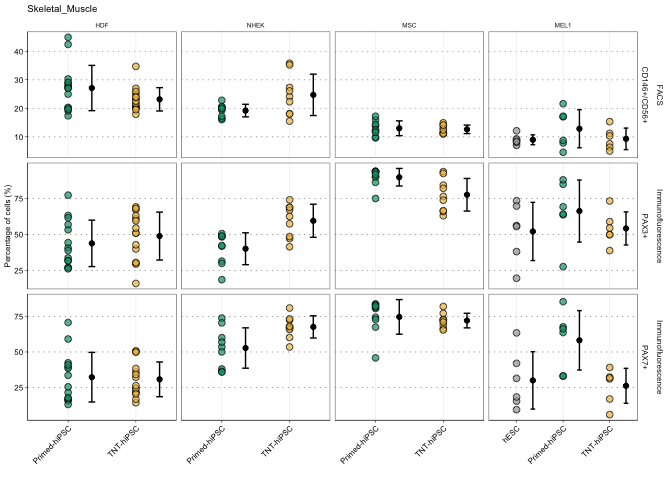 Skeletal_Muscle
HDF NHEK MSC MEL1
Percentage of cells (%)
40
30
20
10
FACS
CD146+/CD56+
75
50
25
Immunofluorescence
PAX3+
75
50
25
Immunofluorescence
PAX7+
Primed-hiPSC TNT-hiPSC Primed-hiPSC TNT-hiPSC Primed-hiPSC TNT-hiPSC hESC Primed-hiPSC TNT-hiPSC